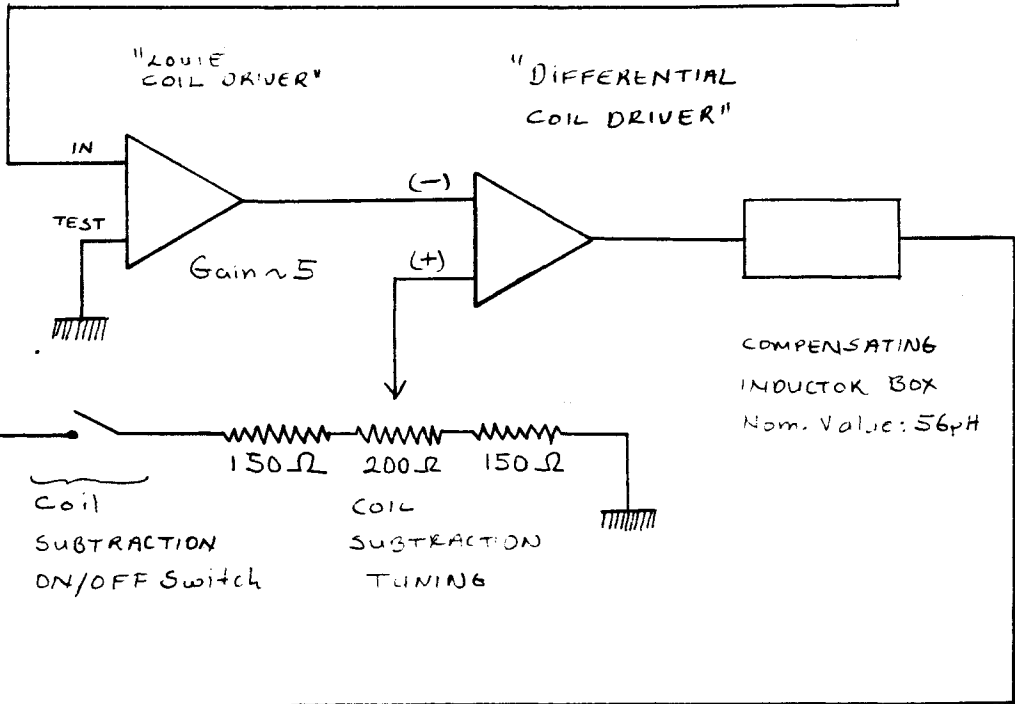 "LOUIE
COIL DRIVER"
"DIFFERENTIAL
COIL DRIVER"
IN
TEST
Gain ~ 5
(-)
(+)
COMPENSATING
INDUCTOR BOX
Nom. Value: 56µH
150Ω 200Ω 150Ω
Coil
SUBTRACTION
ON/OFF Switch
COIL
SUBTRACTION
TUNING